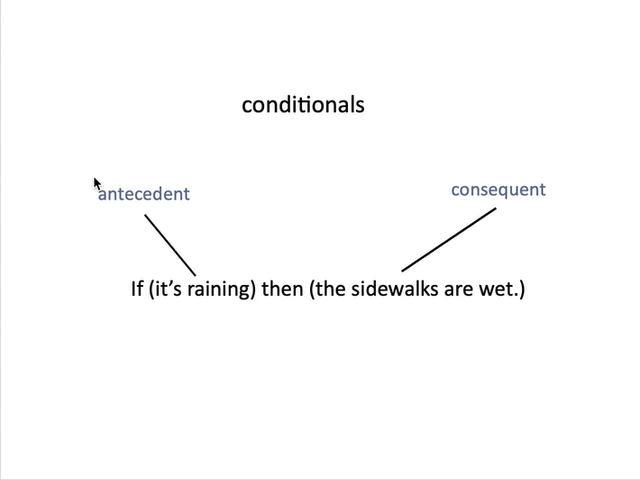 conditionals
antecedent
consequent
If (it’s raining) then (the sidewalks are wet.)